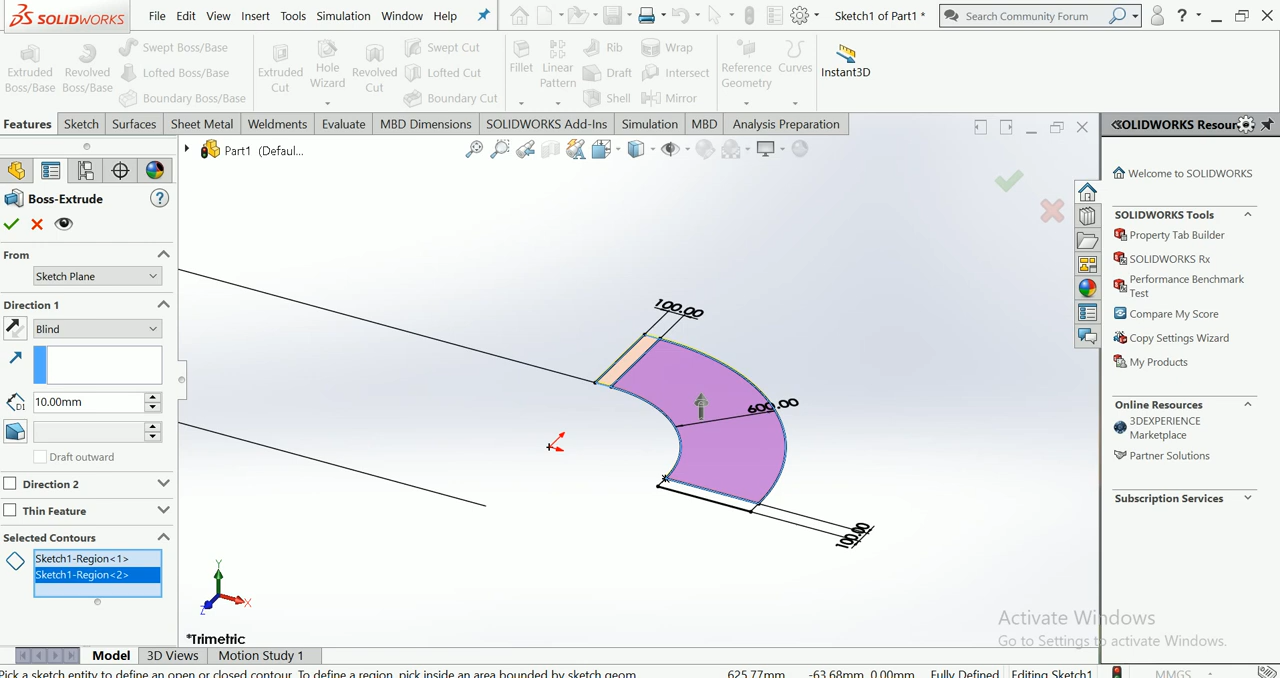 SOLIDWORKS File Edit View Insert Tools Simulation Window Help Sketch1 of Part1 * Search Community Forum
Extruded Boss/Base
Revolved Boss/Base
Swept Boss/Base
Lofted Boss/Base
Boundary Boss/Base
Extruded Cut
Hole Wizard
Revolved Cut
Swept Cut
Lofted Cut
Boundary Cut
Fillet
Linear Pattern
Rib
Draft
Shell
Wrap
Intersect
Mirror
Reference Geometry
Curves
Instant3D
Features Sketch Surfaces Sheet Metal Weldments Evaluate MBD Dimensions SOLIDWORKS Add-Ins Simulation MBD Analysis Preparation
Part1 (Defaul...
Boss-Extrude
From
Sketch Plane
Direction 1
Blind
D1
10.00mm
Draft outward
Direction 2
Thin Feature
Selected Contours
Sketch1-Region<1>
Sketch1-Region<2>
100.00
600.00
100.00
Y
X
Z
*Trimetric
OLIDWORKS Resour
Welcome to SOLIDWORKS
SOLIDWORKS Tools
Property Tab Builder
SOLIDWORKS Rx
Performance Benchmark
Test
Compare My Score
Copy Settings Wizard
My Products
Online Resources
3DEXPERIENCE
Marketplace
Partner Solutions
Subscription Services
Activate Windows
Go to Settings to activate Windows.
Model 3D Views Motion Study 1
Pick a sketch entity to define an open or closed contour. To define a region, pick inside an area bounded by sketch geom 625.77mm -63.68mm 0.00mm Fully Defined Editing Sketch1 MMGS